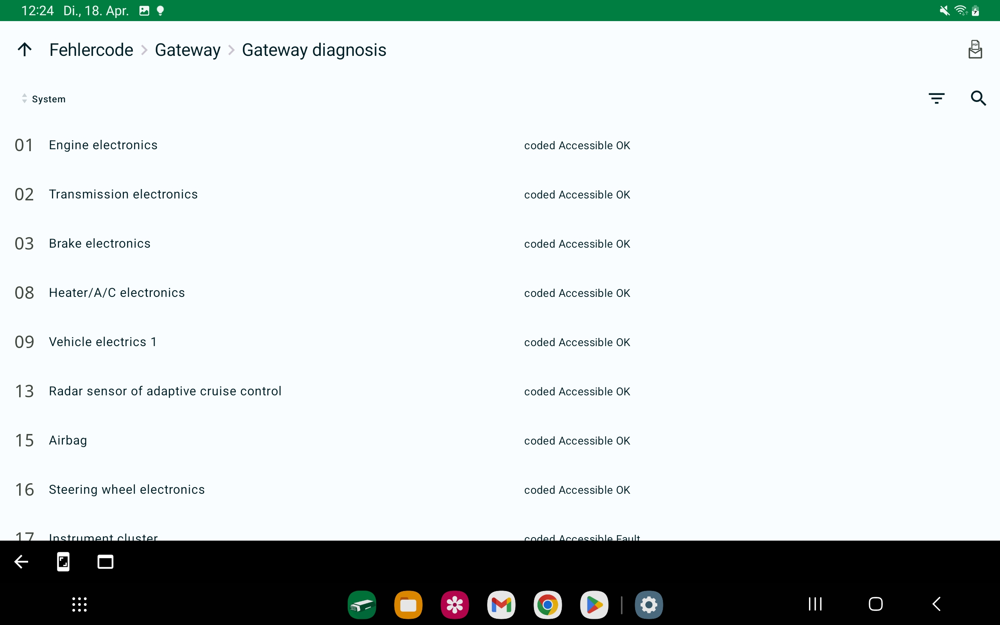 12:24 Di., 18. Apr.
Fehlercode > Gateway > Gateway diagnosis
PDF
System
01 Engine electronics coded Accessible OK
02 Transmission electronics coded Accessible OK
03 Brake electronics coded Accessible OK
08 Heater/A/C electronics coded Accessible OK
09 Vehicle electrics 1 coded Accessible OK
13 Radar sensor of adaptive cruise control coded Accessible OK
15 Airbag coded Accessible OK
16 Steering wheel electronics coded Accessible OK
17 Instrument cluster coded Accessible Fault